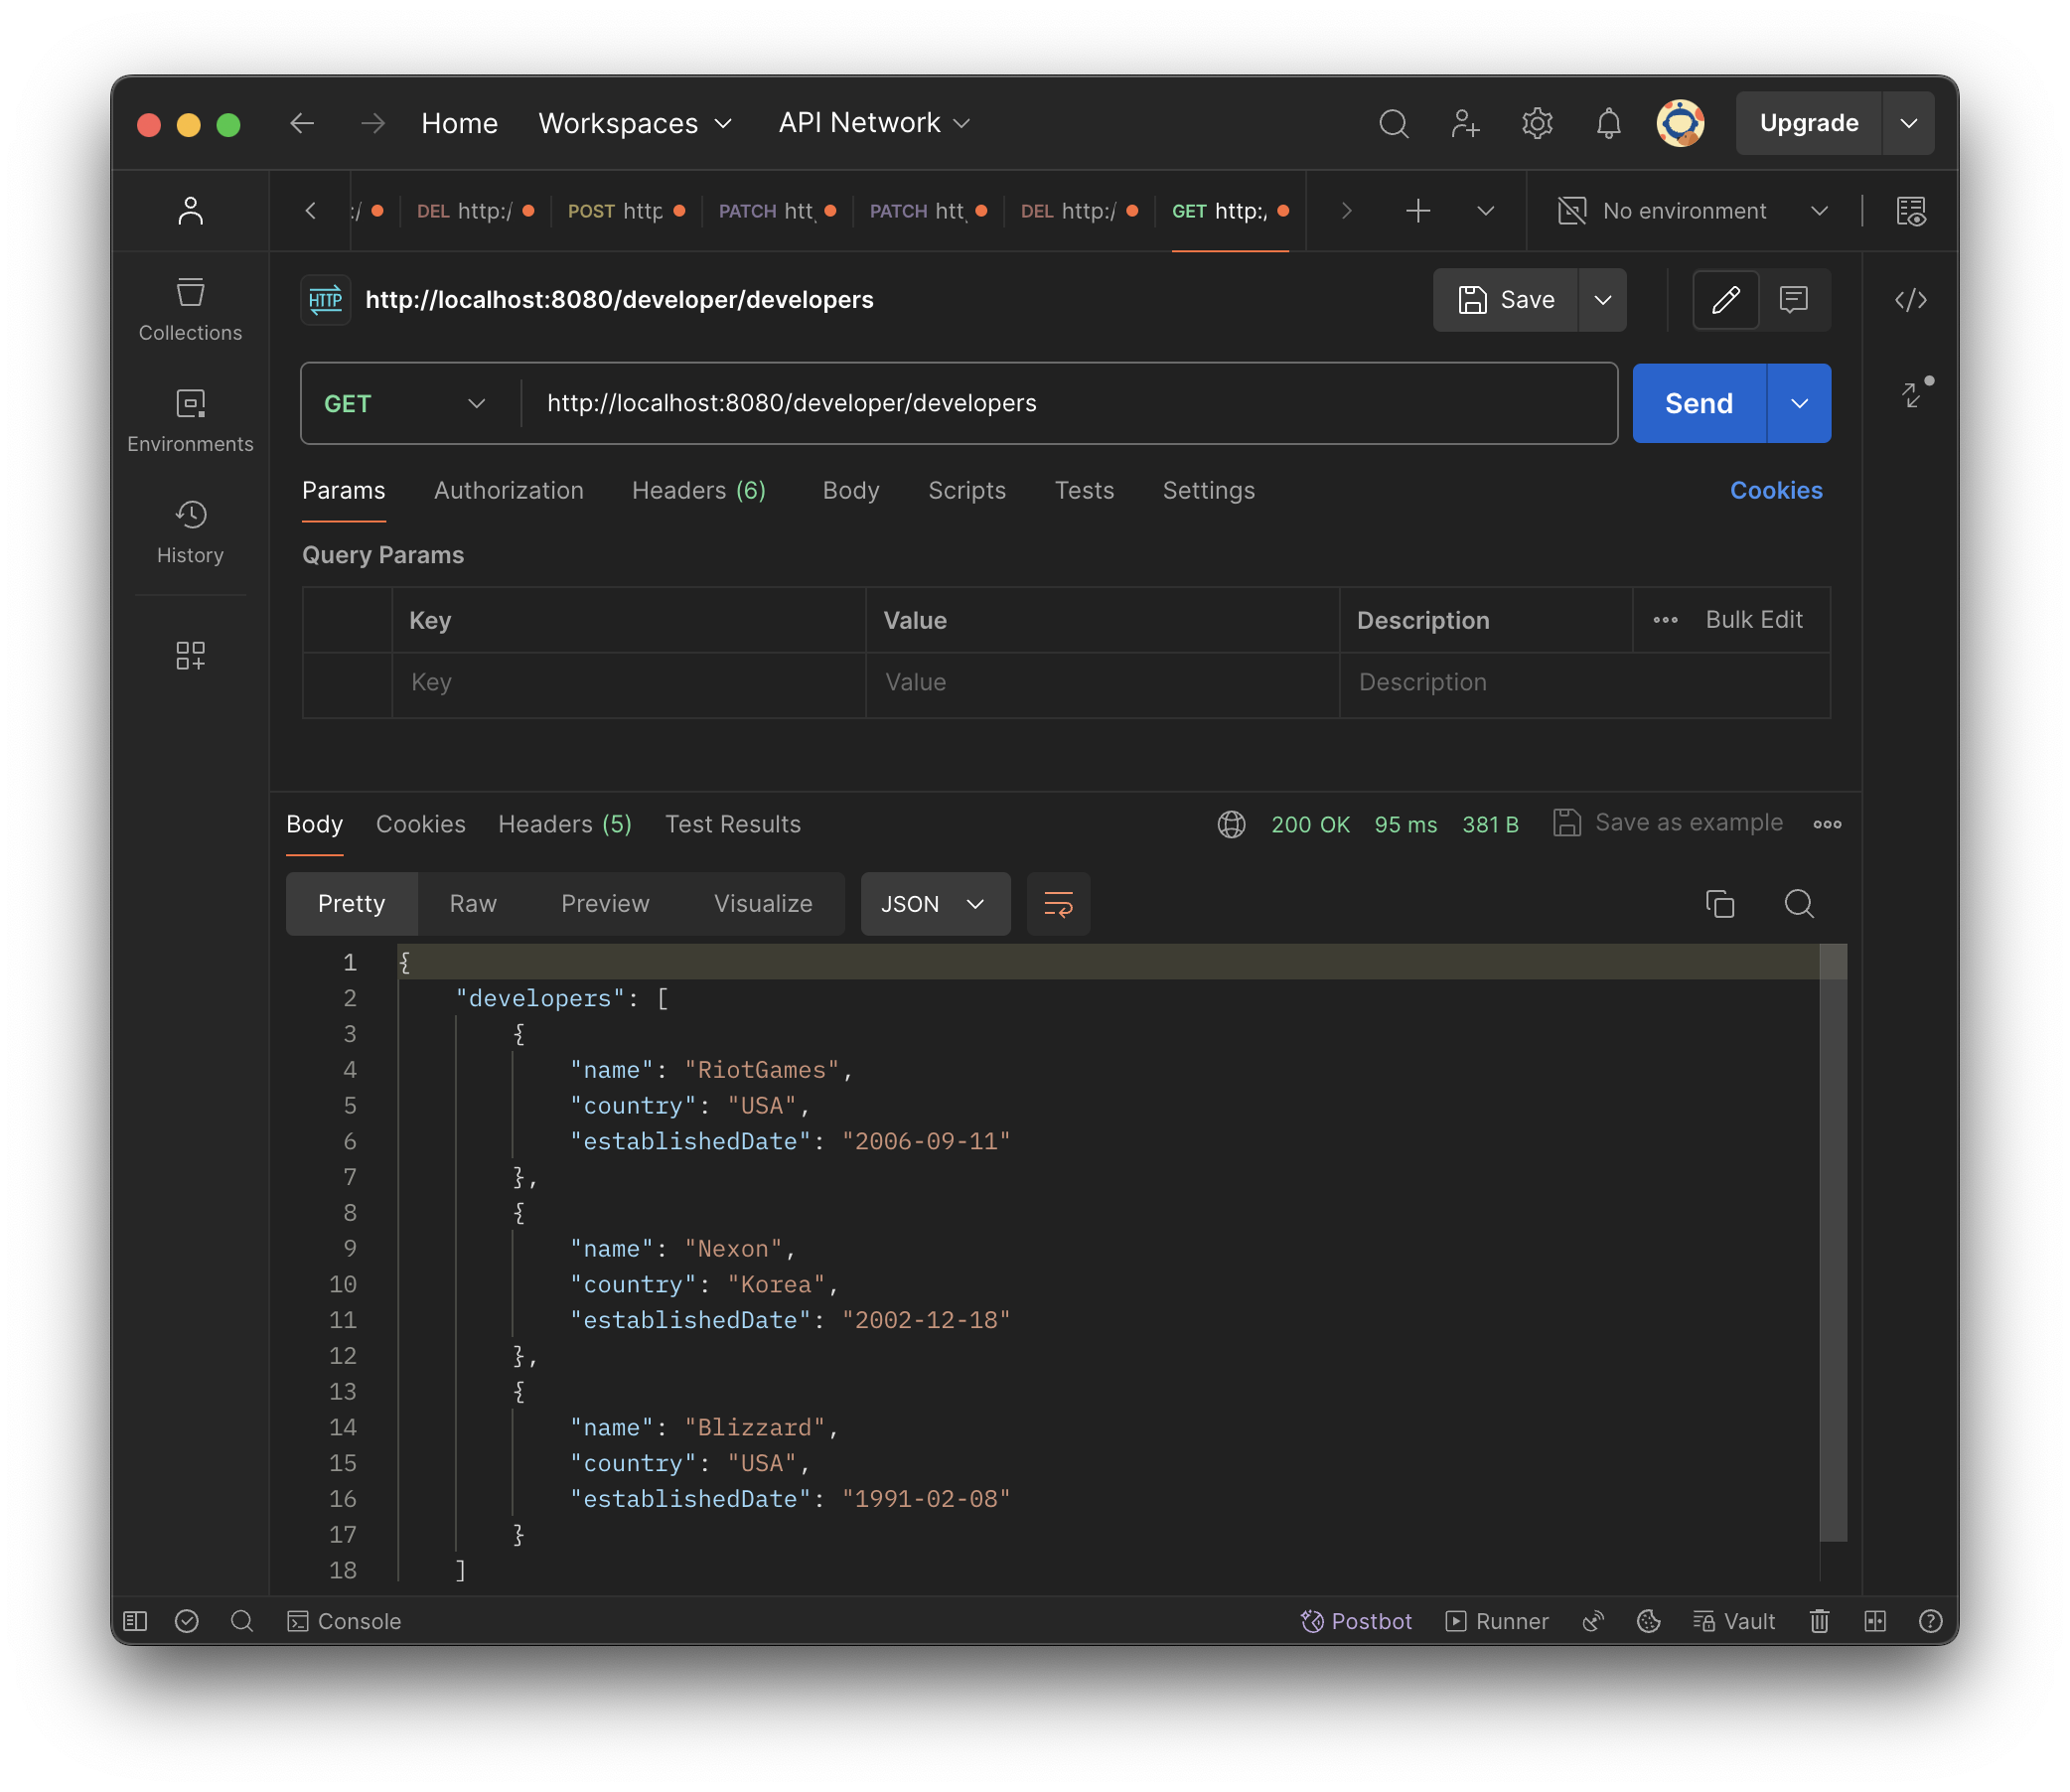 Home Workspaces API Network Upgrade
:/ DEL http:/ POST http PATCH htt PATCH htt DEL http:/ GET http:/ No environment
Collections
Environments
History
HTTP http://localhost:8080/developer/developers Save
GET http://localhost:8080/developer/developers Send
Params Authorization Headers (6) Body Scripts Tests Settings Cookies
Query Params
Key Value Description Bulk Edit
Key Value Description
Body Cookies Headers (5) Test Results 200 OK 95 ms 381 B Save as example
Pretty Raw Preview Visualize JSON
1 {
2 "developers": [
3 {
4 "name": "RiotGames",
5 "country": "USA",
6 "establishedDate": "2006-09-11"
7 },
8 {
9 "name": "Nexon",
10 "country": "Korea",
11 "establishedDate": "2002-12-18"
12 },
13 {
14 "name": "Blizzard",
15 "country": "USA",
16 "establishedDate": "1991-02-08"
17 }
18 ]
Console Postbot Runner Vault